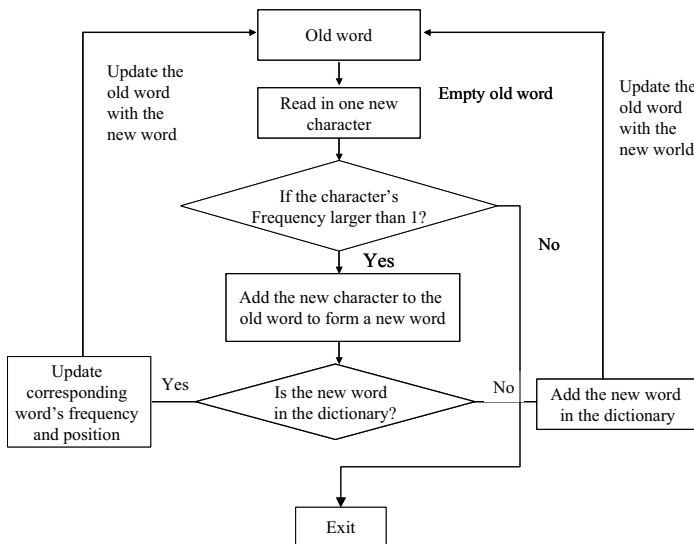 Old word
Update the
old word
with the
new word
Empty old word
Update the
old word
with the
new world
Read in one new
character
If the character's
Frequency larger than 1?
No
Yes
Add the new character to the
old word to form a new word
Update
corresponding
word's frequency
and position
Yes
Is the new word
in the dictionary?
No
Add the new word
in the dictionary
Exit